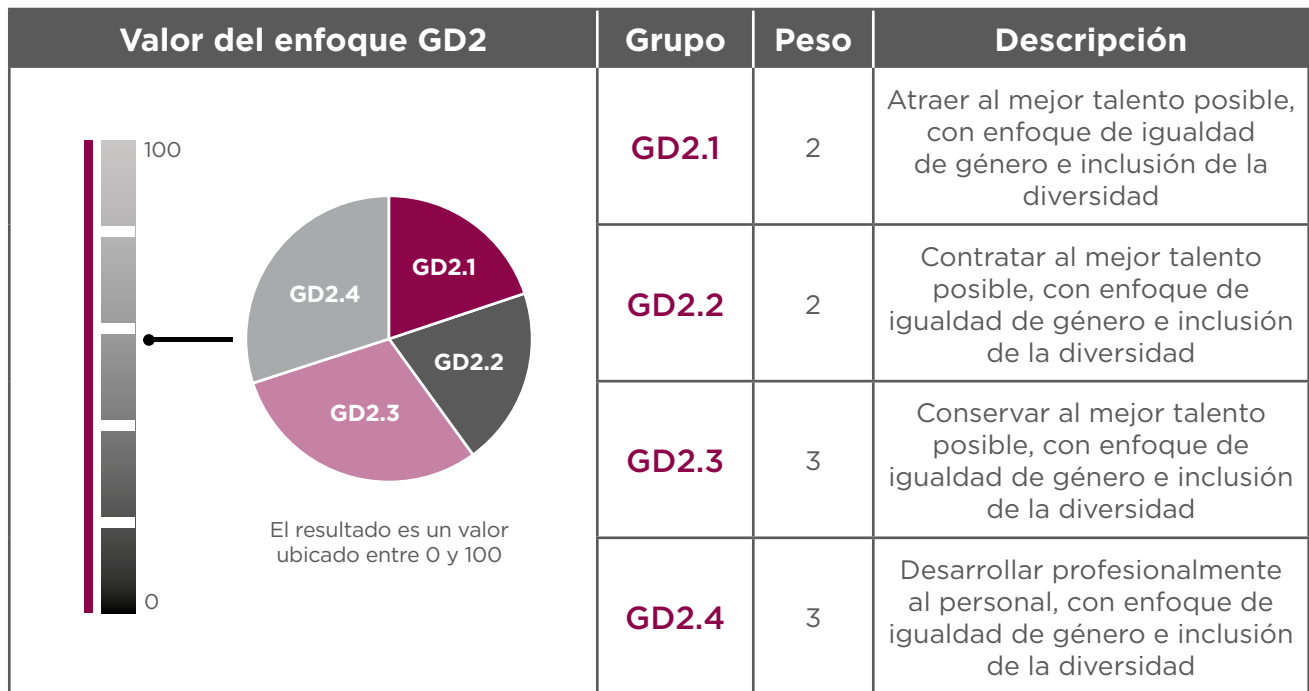 Valor del enfoque GD2
Grupo
Peso
Descripción
100
0
GD2.1
GD2.2
GD2.3
GD2.4
El resultado es un valor
ubicado entre 0 y 100
GD2.1
2
Atraer al mejor talento posible,
con enfoque de igualdad
de género e inclusión de la
diversidad
GD2.2
2
Contratar al mejor talento
posible, con enfoque de
igualdad de género e inclusión
de la diversidad
GD2.3
3
Conservar al mejor talento
posible, con enfoque de
igualdad de género e inclusión
de la diversidad
GD2.4
3
Desarrollar profesionalmente
al personal, con enfoque de
igualdad de género e inclusión
de la diversidad